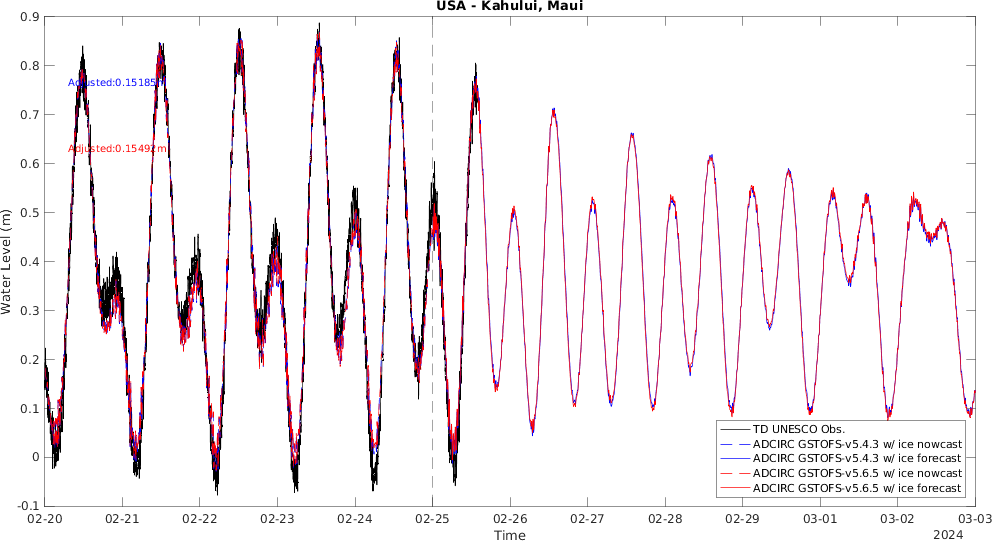 USA - Kahului, Maui
Water Level (m)
0.9
0.8
0.7
0.6
0.5
0.4
0.3
0.2
0.1
0
-0.1
Adjusted:0.15185m
Adjusted:0.15492m
TD UNESCO Obs.
ADCIRC GSTOFS-v5.4.3 w/ ice nowcast
ADCIRC GSTOFS-v5.4.3 w/ ice forecast
ADCIRC GSTOFS-v5.6.5 w/ ice nowcast
ADCIRC GSTOFS-v5.6.5 w/ ice forecast
02-20 02-21 02-22 02-23 02-24 02-25 02-26 02-27 02-28 02-29 03-01 03-02 03-03
Time
2024